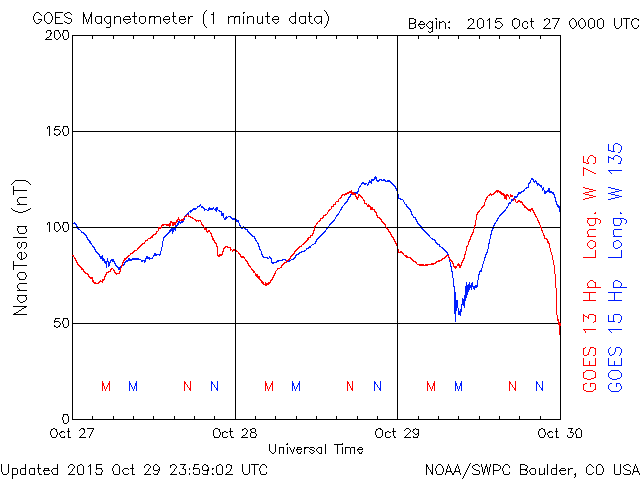 GOES Magnetometer (1 minute data)
Begin: 2015 Oct 27 0000 UTC
200
150
100
50
0
NanoTesla (nT)
M M N N M M N N M M N N
Oct 27 Oct 28 Oct 29 Oct 30
Universal Time
GOES 13 Hp Long. W 75
GOES 15 Hp Long. W 135
Updated 2015 Oct 29 23:59:02 UTC
NOAA/SWPC Boulder, CO USA